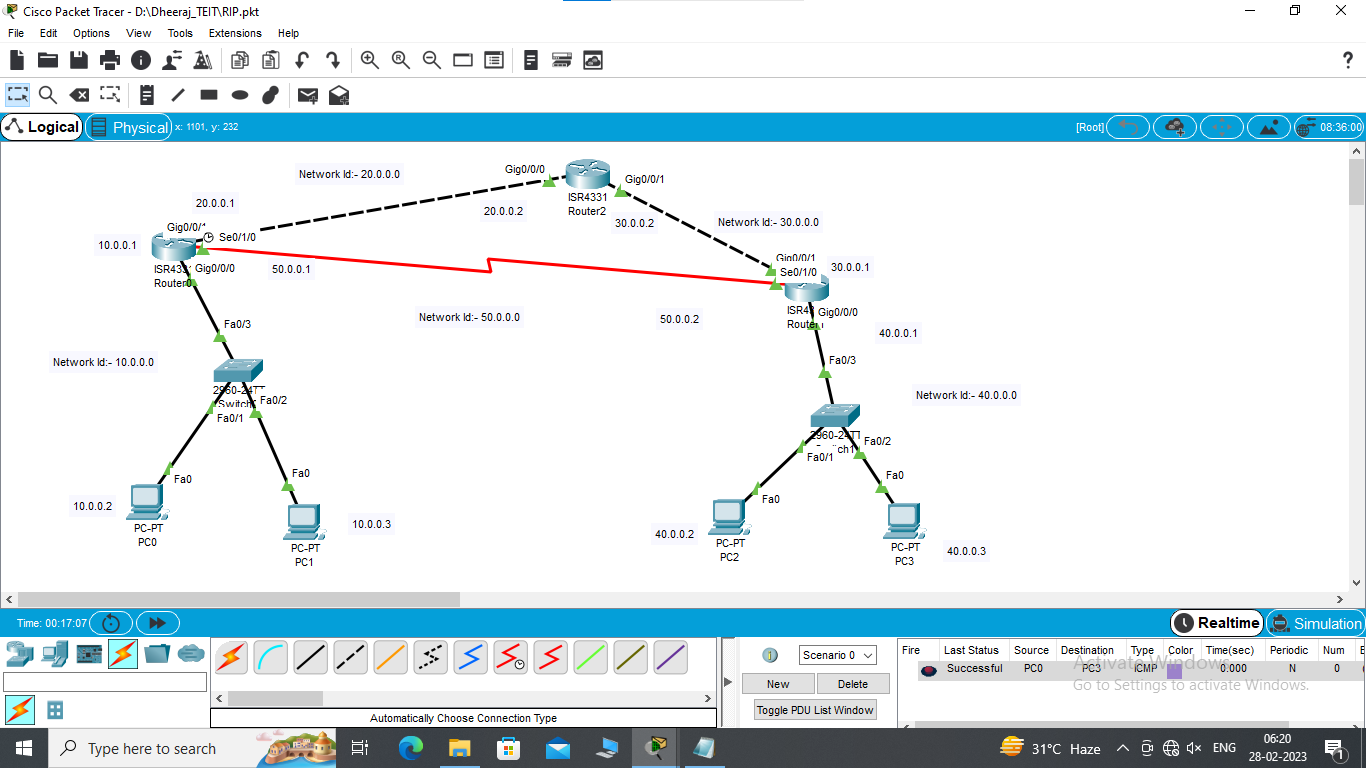 Cisco Packet Tracer - D:\Dheeraj_TEIT\RIP.pkt
File Edit Options View Tools Extensions Help
Logical
Physical
x: 1101, y: 232
[Root]
08:36:00
Network Id:- 20.0.0.0
Gig0/0/0
Gig0/0/1
ISR4331
Router2
20.0.0.1
20.0.0.2
30.0.0.2
Network Id:- 30.0.0.0
Gig0/0/1
Se0/1/0
10.0.0.1
ISR433
Router0
Gig0/0/0
50.0.0.1
Gig0/0/1
Se0/1/0
30.0.0.1
Gig0/0/0
Network Id:- 50.0.0.0
50.0.0.2
40.0.0.1
Fa0/3
Fa0/3
Network Id:- 10.0.0.0
2960-24TT
Fa0/2
Fa0/1
Network Id:- 40.0.0.0
2960-24TT
Fa0/2
Fa0/1
Fa0
Fa0
Fa0
Fa0
10.0.0.2
PC-PT
PC0
10.0.0.3
PC-PT
PC1
40.0.0.2
PC-PT
PC2
PC-PT
PC3
40.0.0.3
Time: 00:17:07
Realtime
Simulation
Scenario 0
New
Delete
Toggle PDU List Window
Automatically Choose Connection Type
Fire Last Status Source Destination Type Color Time(sec) Periodic Num
Successful PC0 PC3 ICMP 0.000 N 0
Activate Windows
Go to Settings to activate Windows.
Type here to search
31°C Haze
ENG
06:20
28-02-2023
1